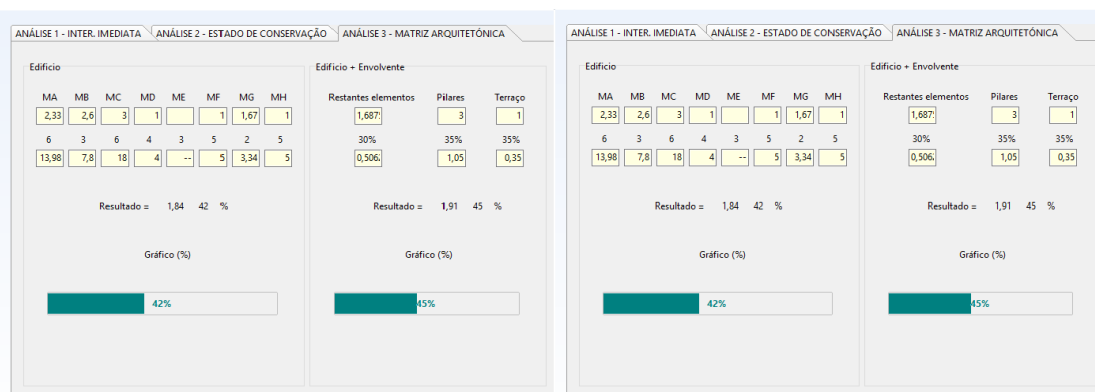 ANÁLISE 1 - INTER. IMEDIATA ANÁLISE 2 - ESTADO DE CONSERVAÇÃO ANÁLISE 3 - MATRIZ ARQUITETÓNICA
Edificio
MA MB MC MD ME MF MG MH
2,33 2,6 3 1 1 1,67 1
6 3 6 4 3 5 2 5
13,98 7,8 18 4 -- 5 3,34 5
Resultado = 1,84 42 %
Gráfico (%)
42%
Edificio + Envolvente
Restantes elementos Pilares Terraço
1,687 3 1
30% 35% 35%
0,506 1,05 0,35
Resultado = 1,91 45 %
Gráfico (%)
45%
ANÁLISE 1 - INTER. IMEDIATA ANÁLISE 2 - ESTADO DE CONSERVAÇÃO ANÁLISE 3 - MATRIZ ARQUITETÓNICA
Edificio
MA MB MC MD ME MF MG MH
2,33 2,6 3 1 1 1,67 1
6 3 6 4 3 5 2 5
13,98 7,8 18 4 -- 5 3,34 5
Resultado = 1,84 42 %
Gráfico (%)
42%
Edificio + Envolvente
Restantes elementos Pilares Terraço
1,687 3 1
30% 35% 35%
0,506 1,05 0,35
Resultado = 1,91 45 %
Gráfico (%)
45%